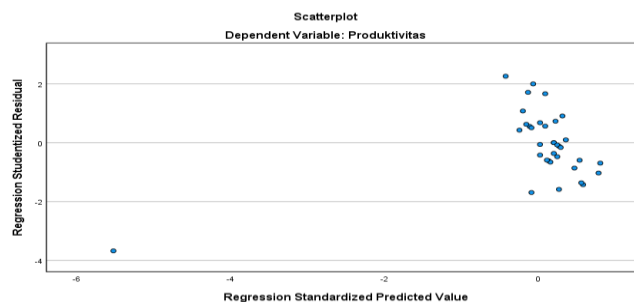 Scatterplot
Dependent Variable: Produktivitas
Regression Studentized Residual
2
0
-2
-4
-6
-4
-2
0
Regression Standardized Predicted Value